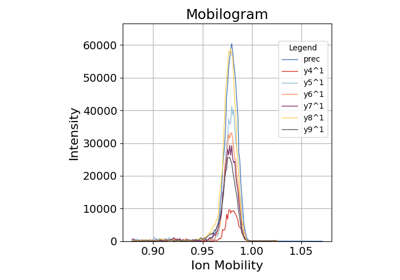 Mobilogram
Legend
prec
y4^1
y5^1
y6^1
y7^1
y8^1
y9^1
60000
50000
40000
30000
20000
10000
0
Intensity
0.90 0.95 1.00 1.05
Ion Mobility